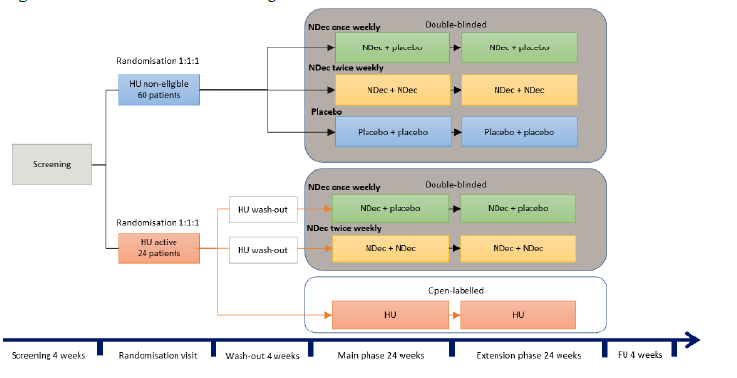 NDec once weekly
Double-blinded
Randomisation 1:1:1
NDec + placebo
NDec + placebo
NDec twice weekly
HU non-eligible
60 patients
NDec + NDec
NDec + NDec
Placebo
Placebo + placebo
Placebo + placebo
Screening
NDec once weekly
Double-blinded
HU wash-out
NDec + placebo
NDec + placebo
Randomisation 1:1:1
NDec twice weekly
HU active
24 patients
HU wash-out
NDec + NDec
NDec + NDec
Open-labelled
HU
HU
Screening 4 weeks
Randomisation visit
Wash-out 4 weeks
Main phase 24 weeks
Extension phase 24 weeks
FU 4 weeks